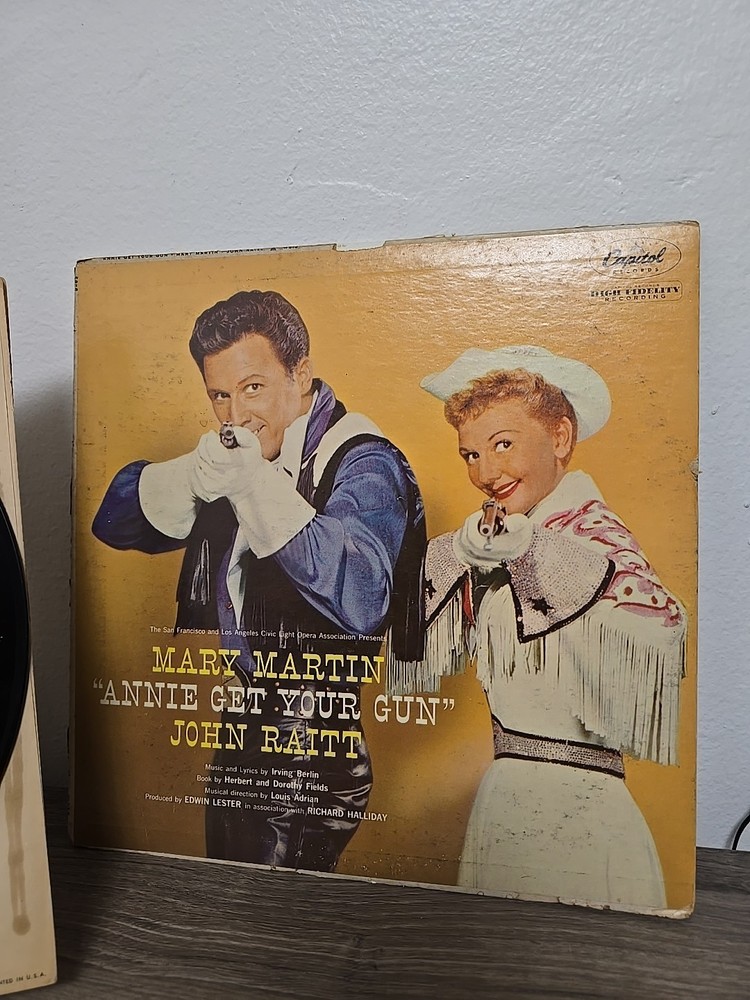 Capitol
RECORDS
HIGH FIDELITY
RECORDING
The San Francisco and Los Angeles Civic Light Opera Association Presents
MARY MARTIN
"ANNIE GET YOUR GUN"
JOHN RAITT
Music and Lyrics by Irving Berlin
Book by Herbert and Dorothy Fields
Musical direction by Louis Adrian
Produced by EDWIN LESTER in association with RICHARD HALLIDAY
IN U.S.A.